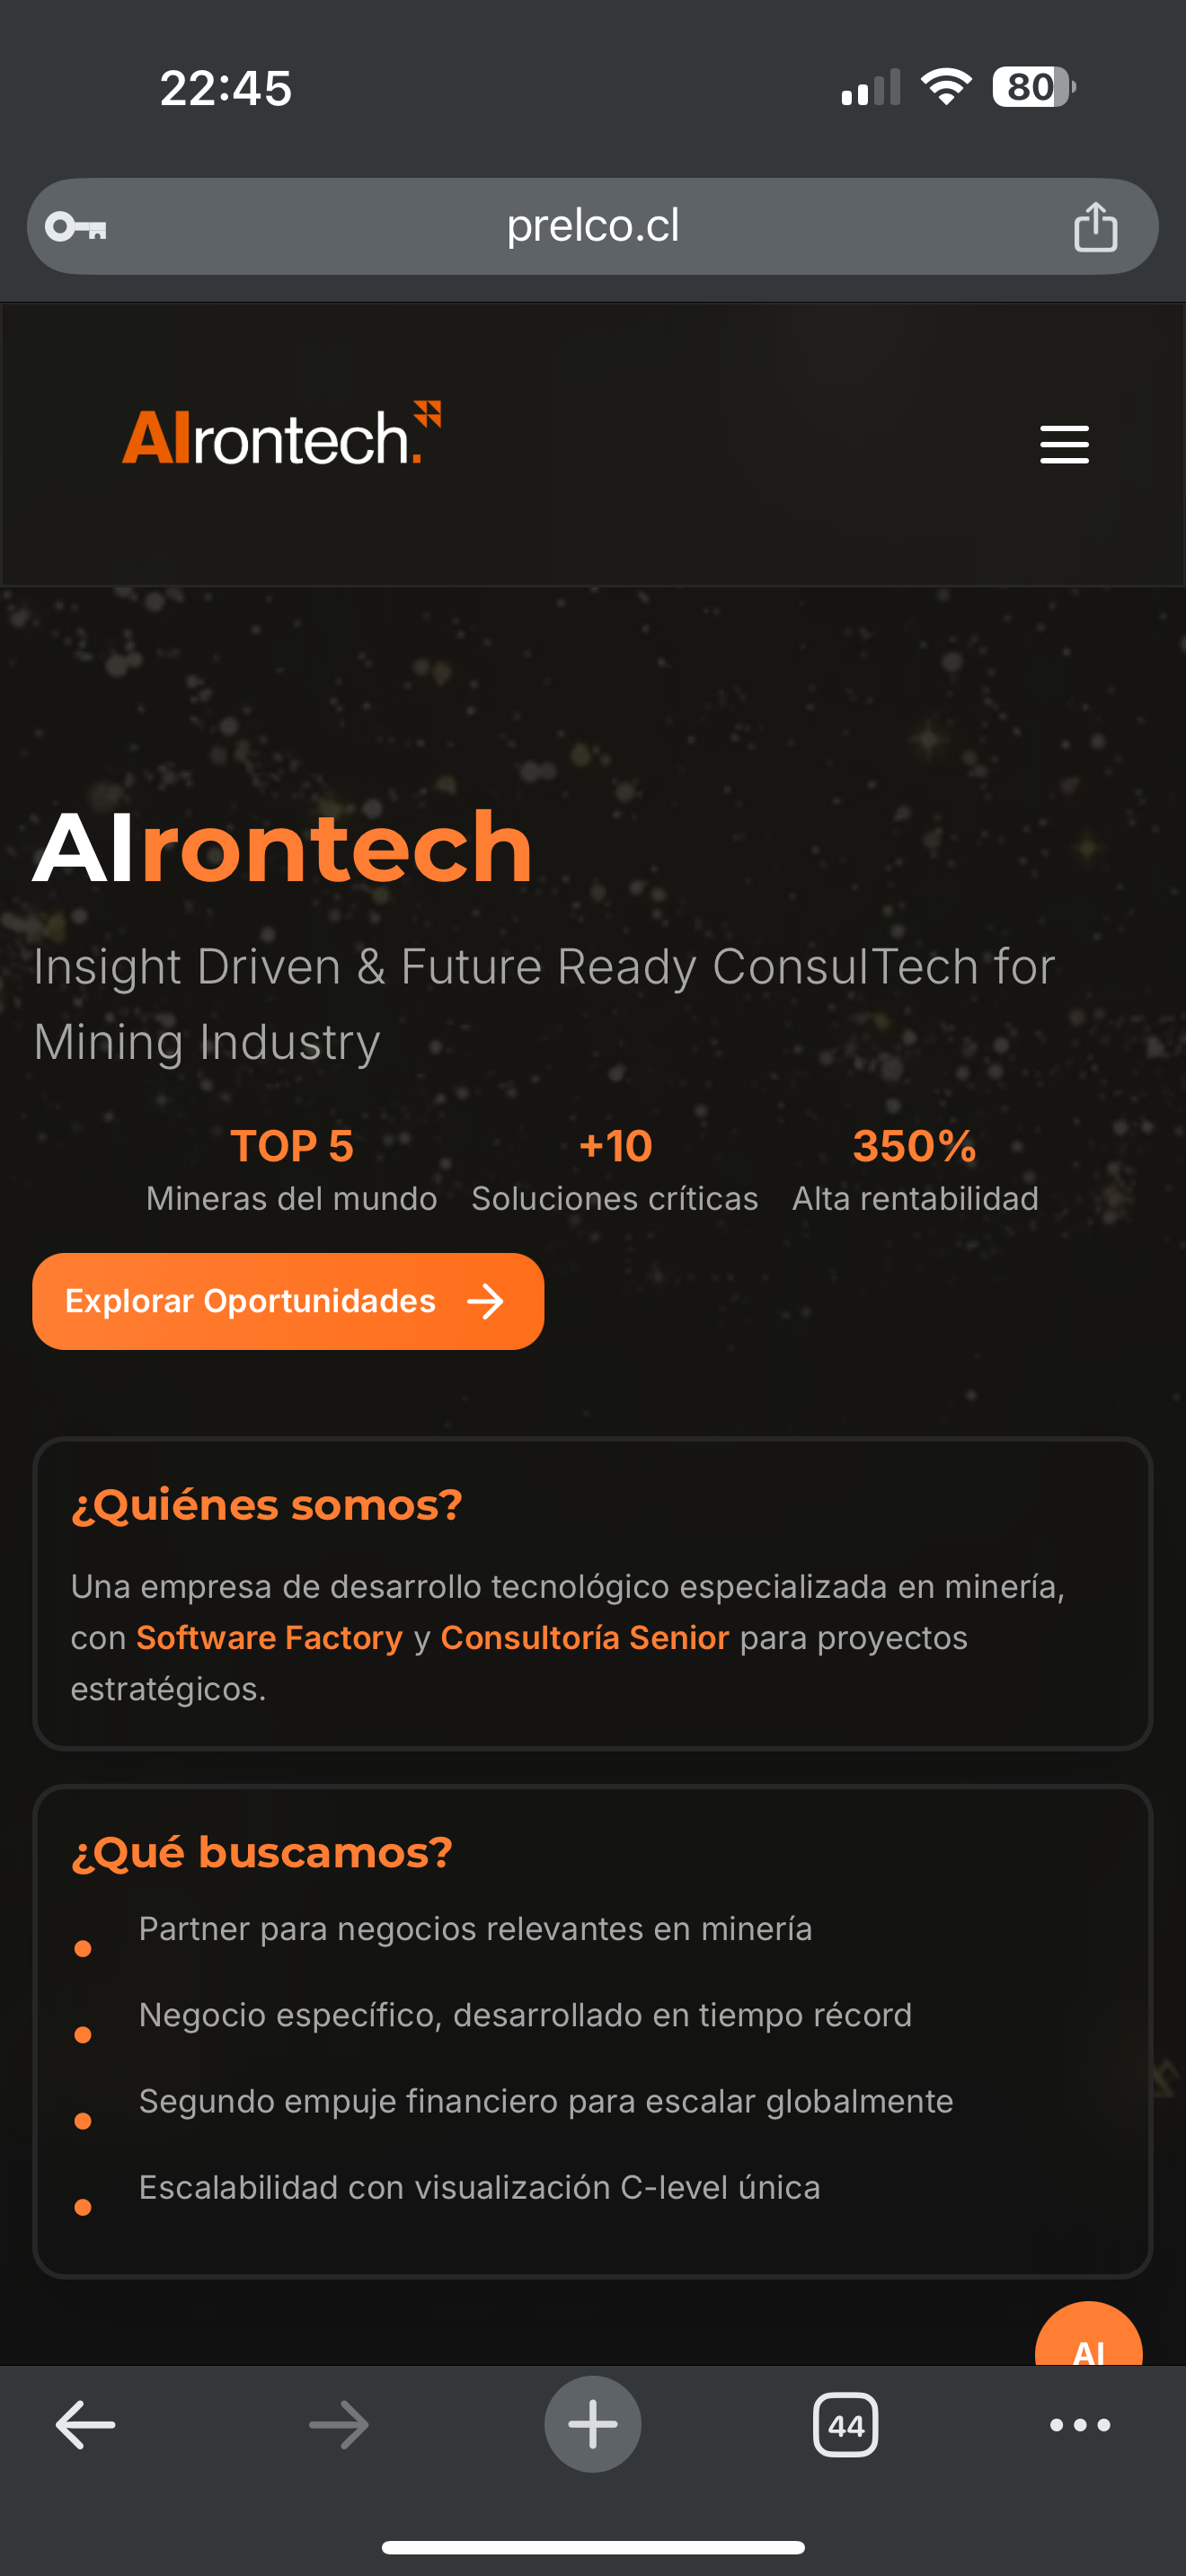 22:45
80
prelco.cl
AIrontech.
AIrontech
Insight Driven & Future Ready ConsulTech for
Mining Industry
TOP 5 +10 350%
Mineras del mundo Soluciones críticas Alta rentabilidad
Explorar Oportunidades
¿Quiénes somos?
Una empresa de desarrollo tecnológico especializada en minería,
con Software Factory y Consultoría Senior para proyectos
estratégicos.
¿Qué buscamos?
Partner para negocios relevantes en minería
Negocio específico, desarrollado en tiempo récord
Segundo empuje financiero para escalar globalmente
Escalabilidad con visualización C-level única
AI
44